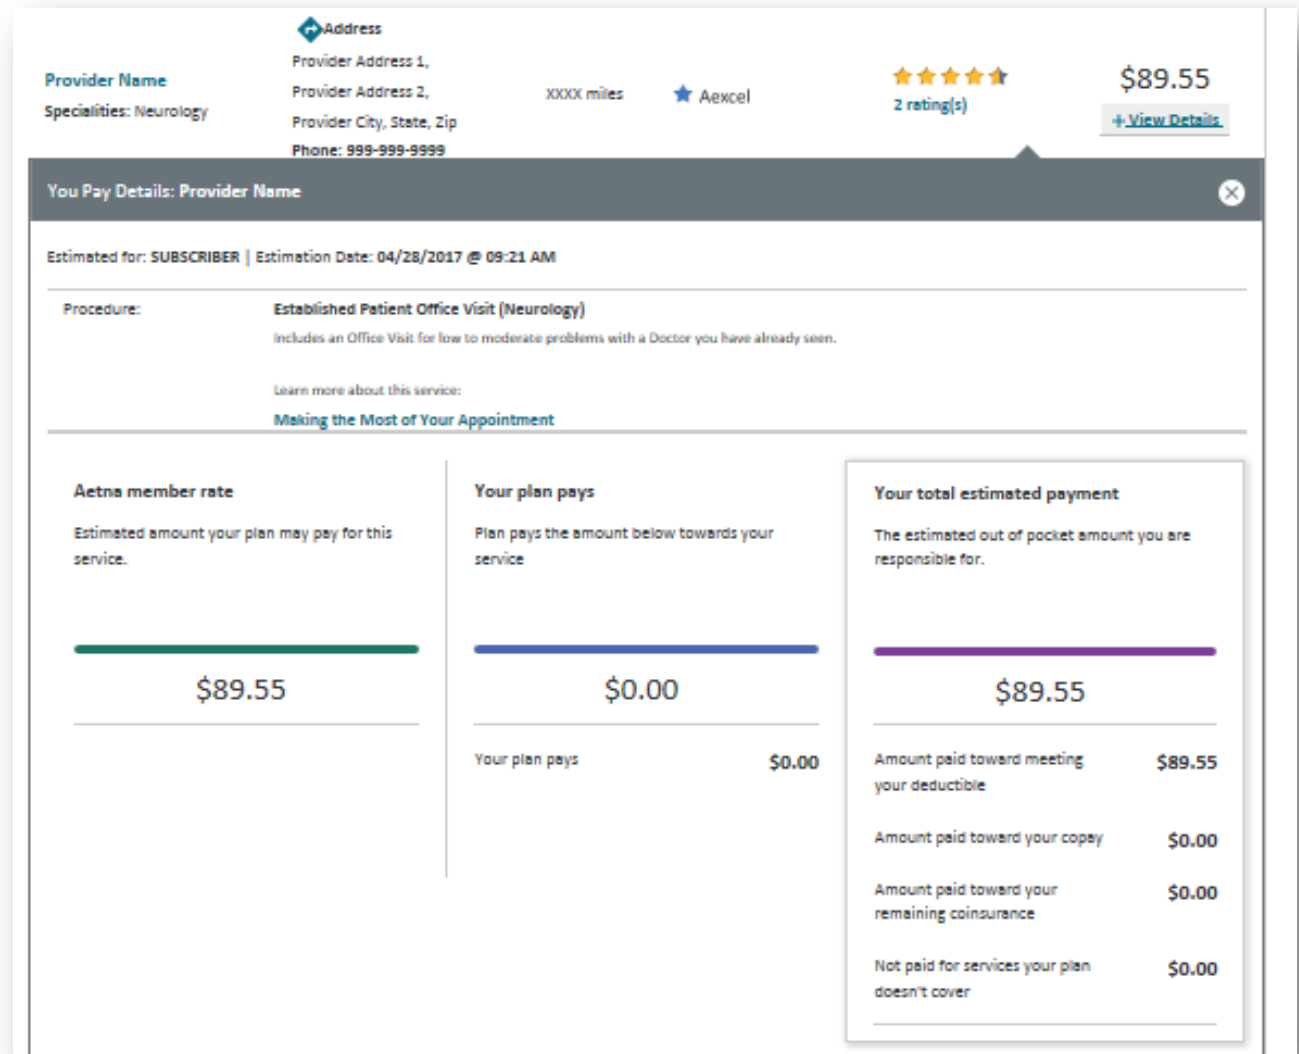 Address
Provider Address 1,
Provider Address 2,
Provider City, State, Zip
Phone: 999-999-9999
Provider Name
Specialities: Neurology
XXXX miles
Aexcel
2 rating(s)
$89.55
+ View Details
You Pay Details: Provider Name
Estimated for: SUBSCRIBER | Estimation Date: 04/28/2017 @ 09:21 AM
Procedure:
Established Patient Office Visit (Neurology)
Includes an Office Visit for low to moderate problems with a Doctor you have already seen.
Learn more about this service:
Making the Most of Your Appointment
Aetna member rate
Estimated amount your plan may pay for this
service.
$89.55
Your plan pays
Plan pays the amount below towards your
service
$0.00
Your plan pays $0.00
Your total estimated payment
The estimated out of pocket amount you are
responsible for.
$89.55
Amount paid toward meeting
your deductible
$89.55
Amount paid toward your copay $0.00
Amount paid toward your
remaining coinsurance
$0.00
Not paid for services your plan
doesn't cover
$0.00